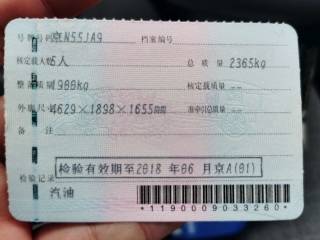 号牌号码 京N55JA9 档案编号
核定载人数 5人 总质量 2365kg
整备质量 1988kg 核定载质量 --
外廓尺寸 4629×1898×1655mm 准牵引总质量 --
备注
检验有效期至2018年06月京A(01)
检验记录
汽油
*1190009033260*